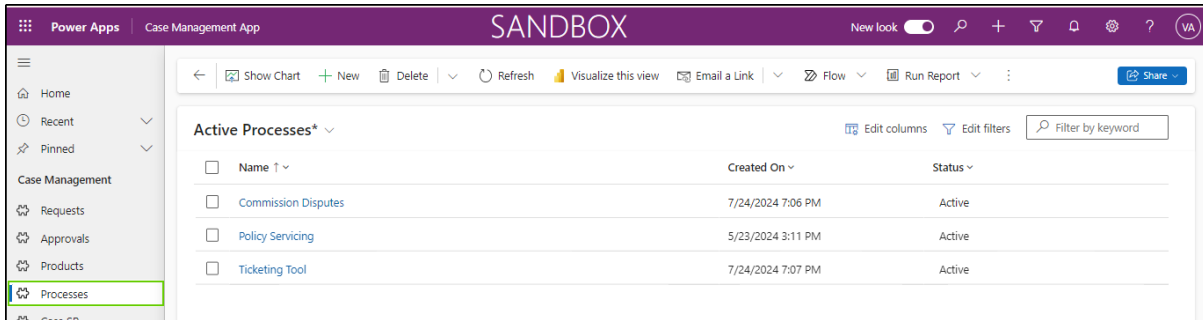 Power Apps Case Management App SANDBOX New look ? VA
Show Chart New Delete Refresh Visualize this view Email a Link Flow Run Report Share
Home
Recent
Pinned
Case Management
Requests
Approvals
Products
Processes
Active Processes* Edit columns Edit filters Filter by keyword
Name ↑ Created On Status
Commission Disputes 7/24/2024 7:06 PM Active
Policy Servicing 5/23/2024 3:11 PM Active
Ticketing Tool 7/24/2024 7:07 PM Active